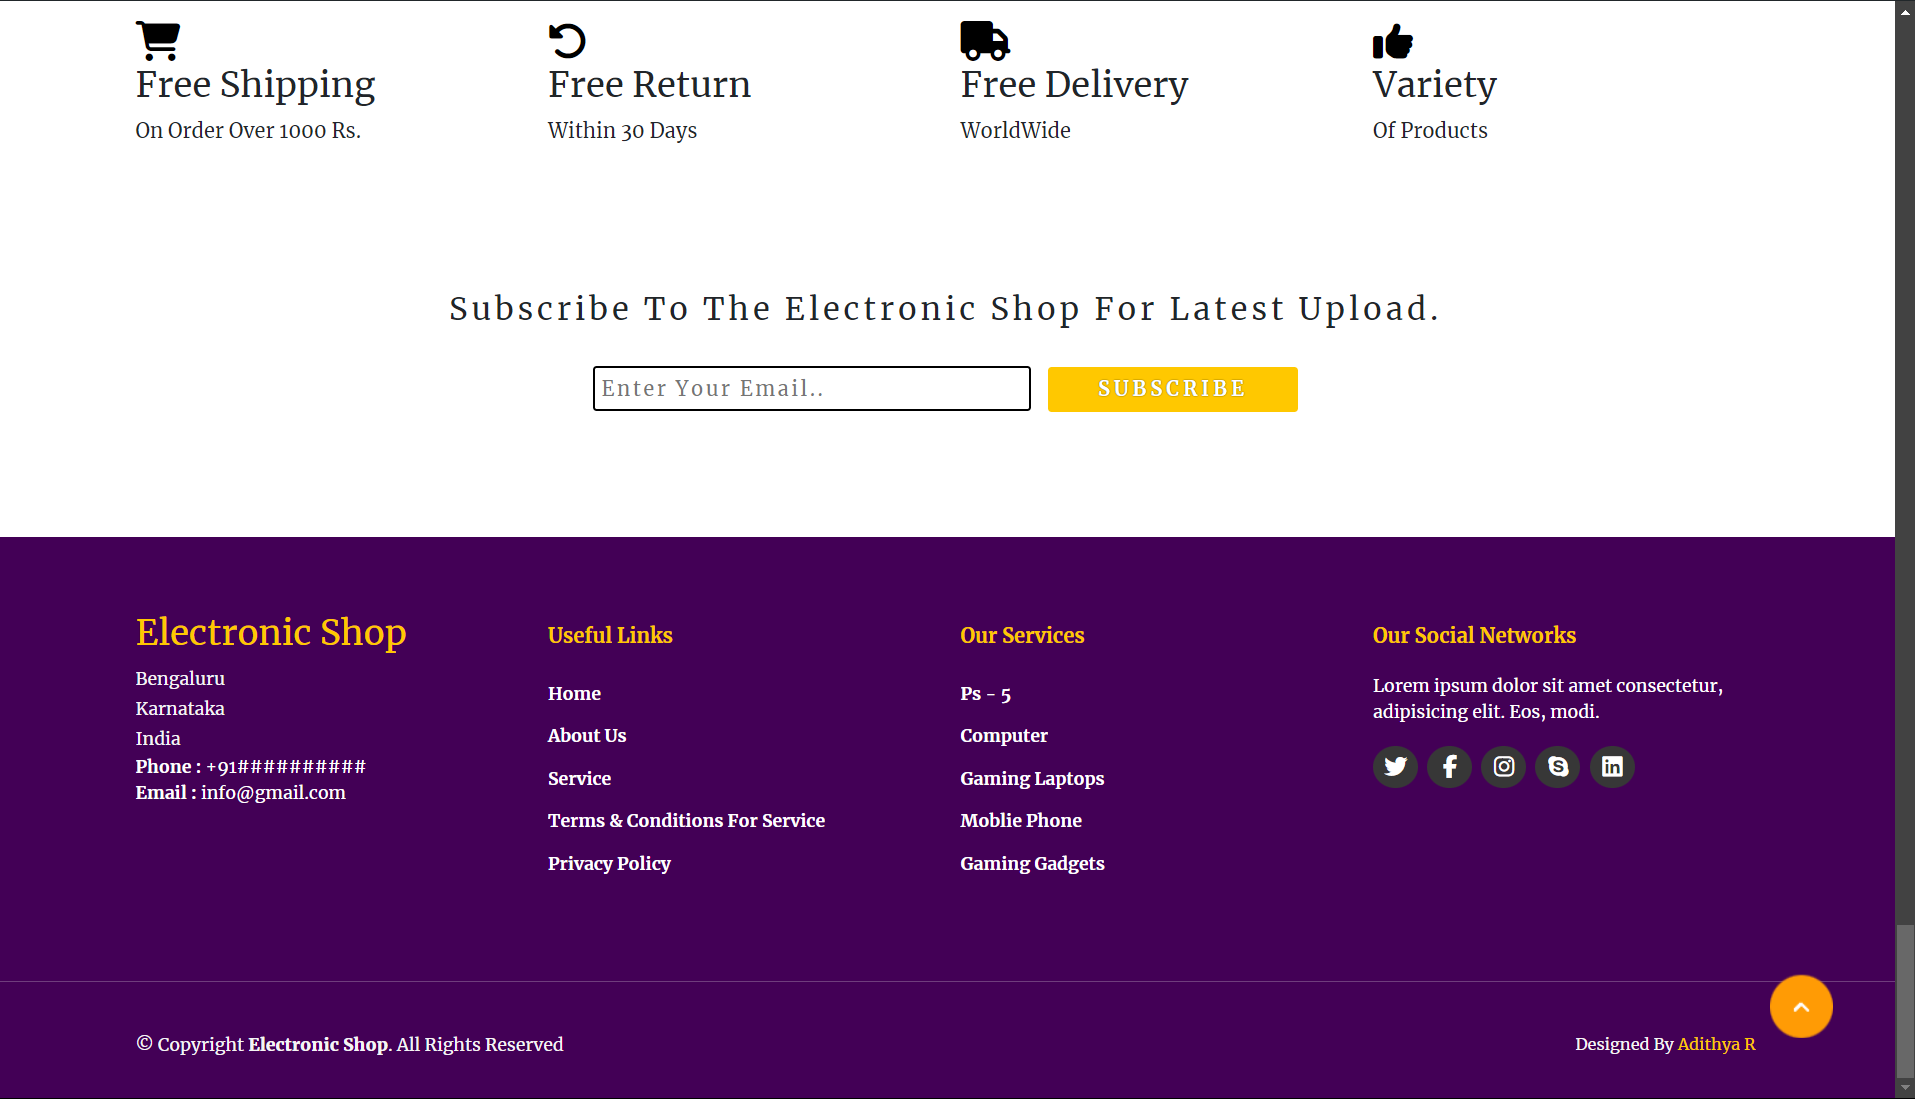 Free Shipping
On Order Over 1000 Rs.
Free Return
Within 30 Days
Free Delivery
WorldWide
Variety
Of Products
Subscribe To The Electronic Shop For Latest Upload.
Enter Your Email..
SUBSCRIBE
Electronic Shop
Bengaluru
Karnataka
India
Phone : +91##########
Email : info@gmail.com
Useful Links
Home
About Us
Service
Terms & Conditions For Service
Privacy Policy
Our Services
Ps - 5
Computer
Gaming Laptops
Moblie Phone
Gaming Gadgets
Our Social Networks
Lorem ipsum dolor sit amet consectetur,
adipisicing elit. Eos, modi.
© Copyright Electronic Shop. All Rights Reserved
Designed By Adithya R